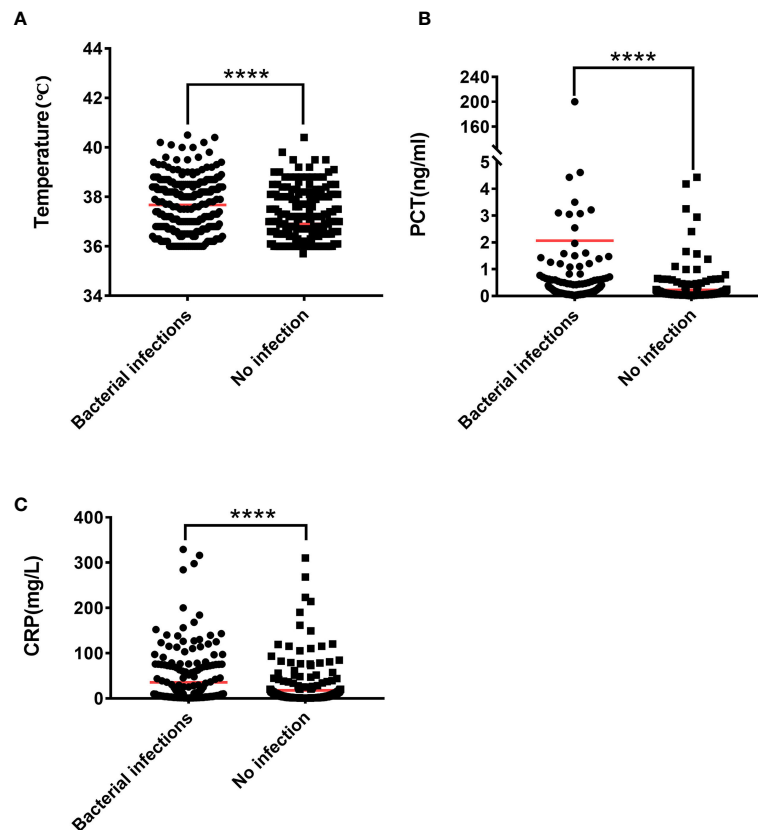 A
Temperature(℃)
44
42
40
38
36
34
****
Bacterial infections
No infection
B
PCT(ng/ml)
240
200
160
5
4
3
2
1
0
****
Bacterial infections
No infection
C
CRP(mg/L)
400
300
200
100
0
****
Bacterial infections
No infection